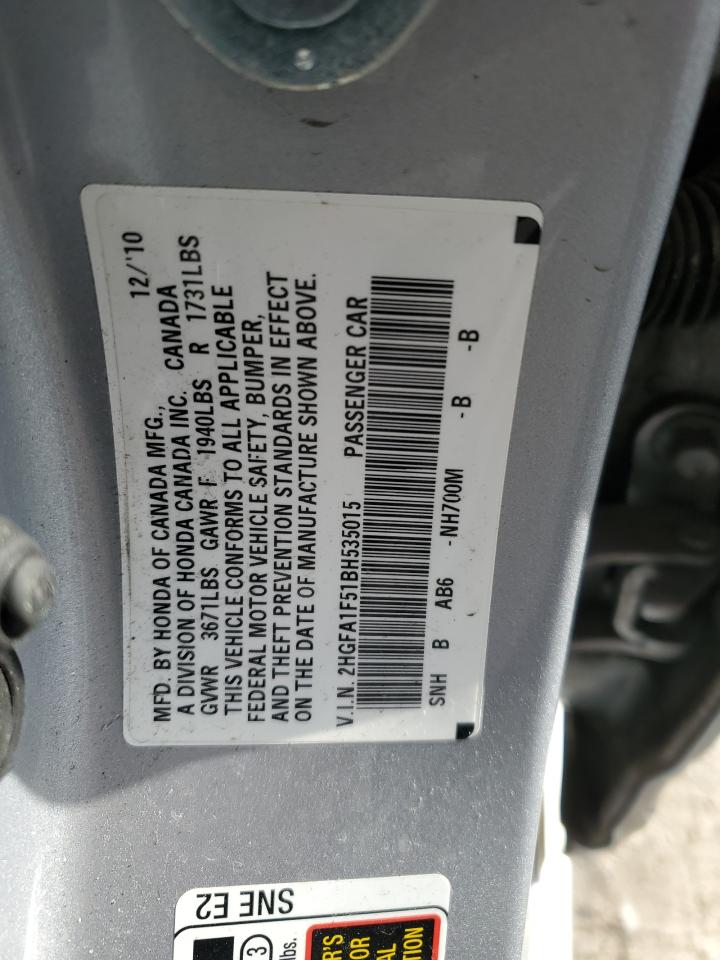 MFD. BY HONDA OF CANADA MFG., 12/'10
A DIVISION OF HONDA CANADA INC. CANADA
GVWR 3671LBS GAWR F 1940LBS R 1731LBS
THIS VEHICLE CONFORMS TO ALL APPLICABLE
FEDERAL MOTOR VEHICLE SAFETY, BUMPER,
AND THEFT PREVENTION STANDARDS IN EFFECT
ON THE DATE OF MANUFACTURE SHOWN ABOVE.
V.I.N. 2HGFA1F51BH535015 PASSENGER CAR
SNH B AB6 -NH700M -B -B
SNE E2
3
lbs.